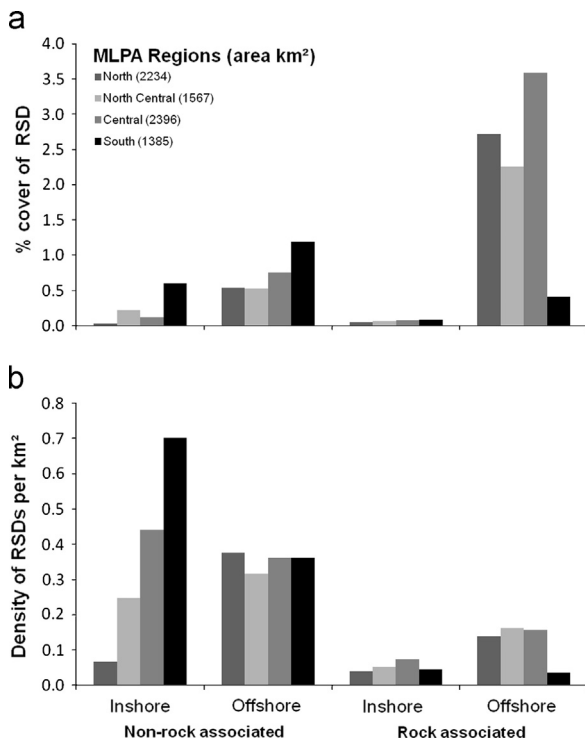 a
MLPA Regions (area km²)
North (2234)
North Central (1567)
Central (2396)
South (1385)
% cover of RSD
4.0
3.5
3.0
2.5
2.0
1.5
1.0
0.5
0.0
b
Density of RSDs per km²
0.8
0.7
0.6
0.5
0.4
0.3
0.2
0.1
0.0
Inshore Offshore Inshore Offshore
Non-rock associated Rock associated